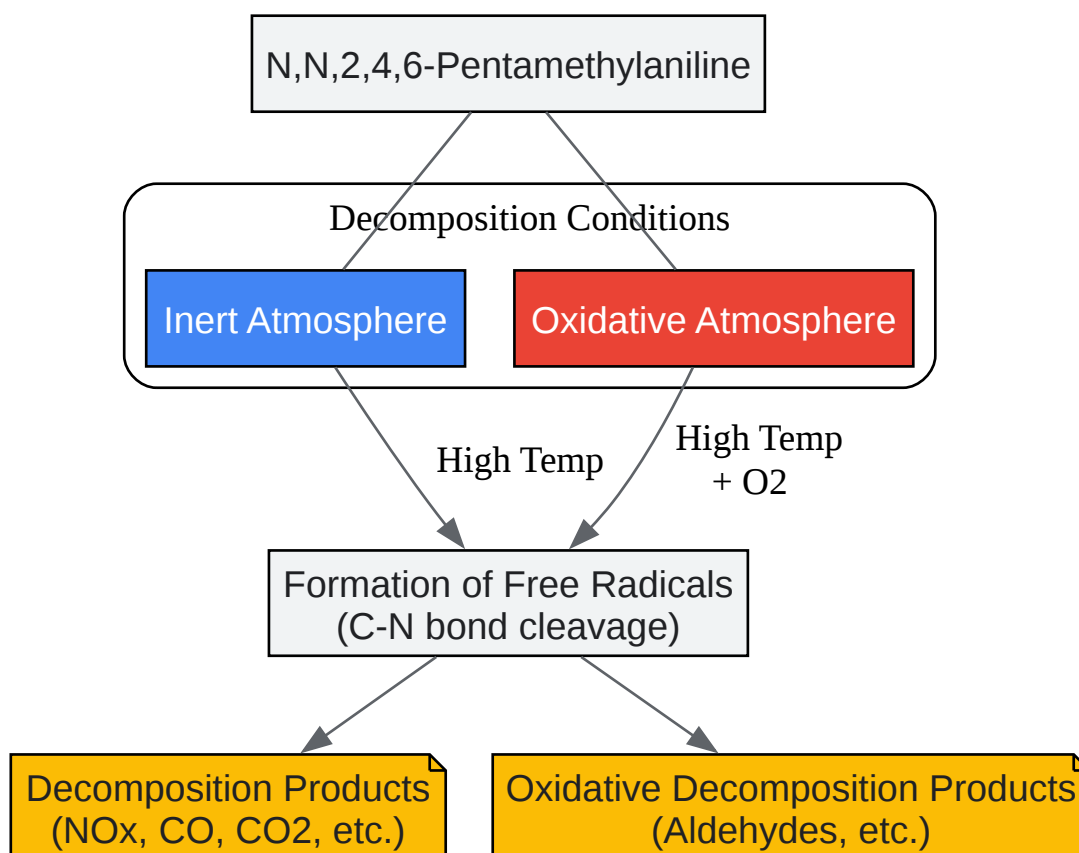 N,N,2,4,6-Pentamethylaniline
Decomposition Conditions
Inert Atmosphere
Oxidative Atmosphere
High Temp
High Temp
+ O2
Formation of Free Radicals
(C-N bond cleavage)
Decomposition Products
(NOx, CO, CO2, etc.)
Oxidative Decomposition Products
(Aldehydes, etc.)